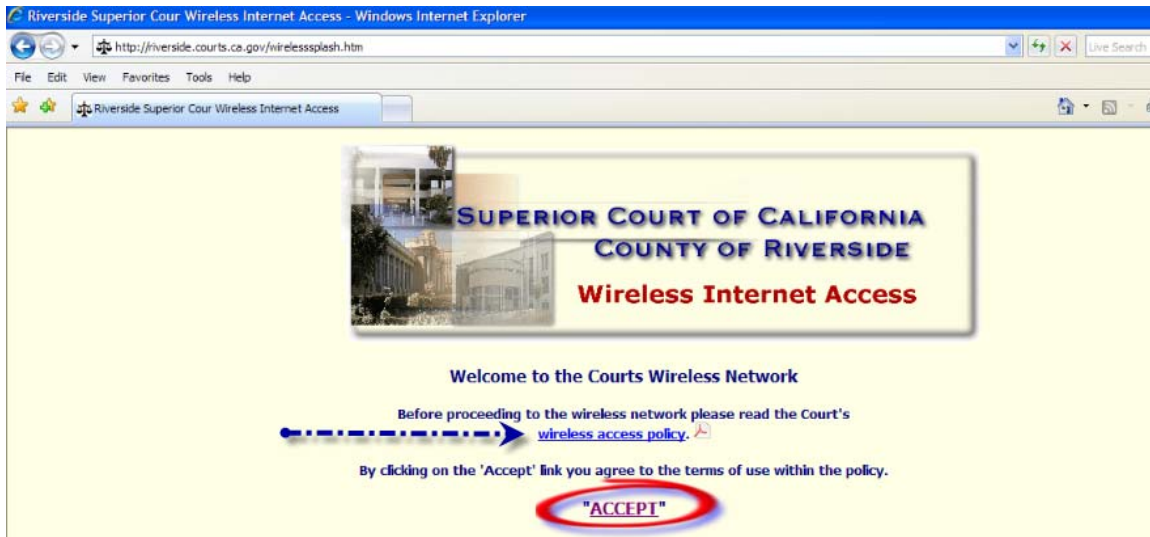 Riverside Superior Cour Wireless Internet Access - Windows Internet Explorer
http://riverside.courts.ca.gov/wirelesssplash.htm
Live Search
File Edit View Favorites Tools Help
Riverside Superior Cour Wireless Internet Access
SUPERIOR COURT OF CALIFORNIA
COUNTY OF RIVERSIDE
Wireless Internet Access
Welcome to the Courts Wireless Network
Before proceeding to the wireless network please read the Court's
wireless access policy.
By clicking on the 'Accept' link you agree to the terms of use within the policy.
"ACCEPT"